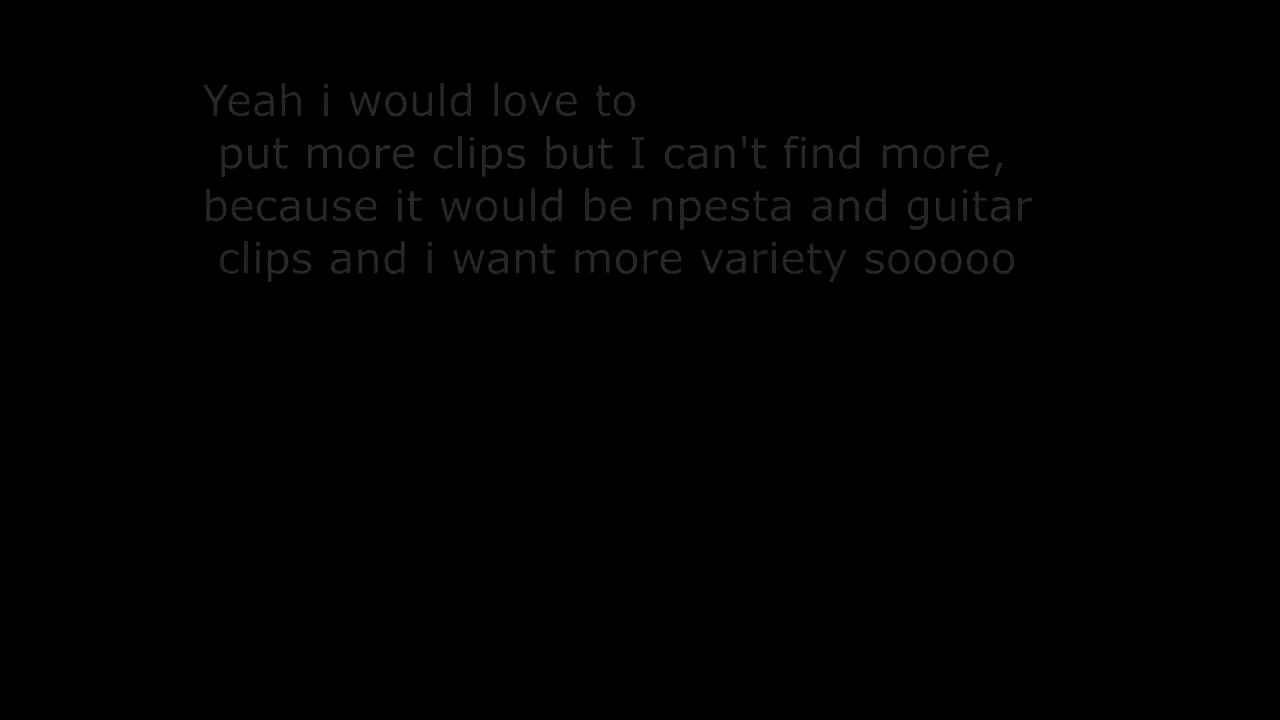 Yeah i would love to
put more clips but I can't find more,
because it would be npesta and guitar
clips and i want more variety sooooo